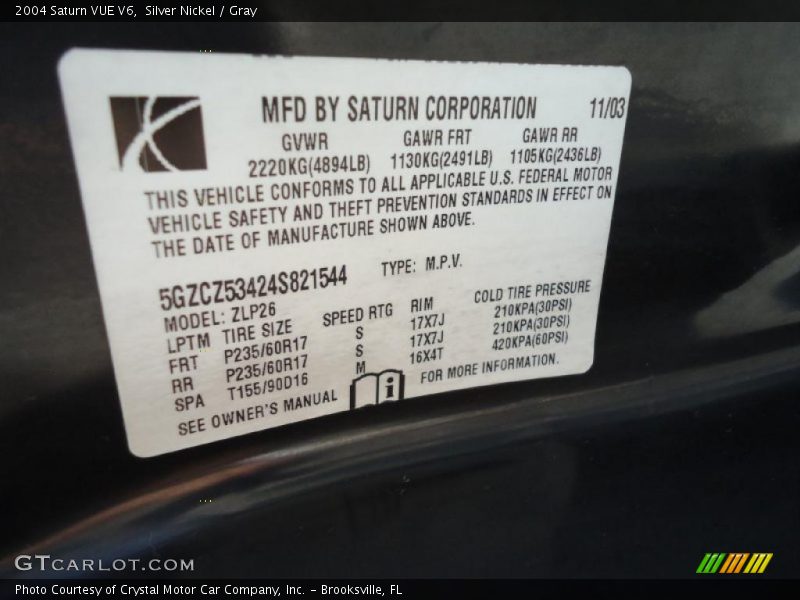 2004 Saturn VUE V6,  Silver Nickel / Gray
MFD BY SATURN CORPORATION 11/03
GVWR GAWR FRT GAWR RR
2220KG(4894LB) 1130KG(2491LB) 1105KG(2436LB)
THIS VEHICLE CONFORMS TO ALL APPLICABLE U.S. FEDERAL MOTOR
VEHICLE SAFETY AND THEFT PREVENTION STANDARDS IN EFFECT ON
THE DATE OF MANUFACTURE SHOWN ABOVE.
5GZCZ53424S821544 TYPE: M.P.V.
MODEL: ZLP26
LPTM TIRE SIZE SPEED RTG RIM COLD TIRE PRESSURE
FRT P235/60R17 S 17X7J 210KPA(30PSI)
RR P235/60R17 S 17X7J 210KPA(30PSI)
SPA T155/90D16 M 16X4T 420KPA(60PSI)
SEE OWNER'S MANUAL i FOR MORE INFORMATION.
GTCARLOT.COM
Photo Courtesy of Crystal Motor Car Company, Inc. - Brooksville, FL